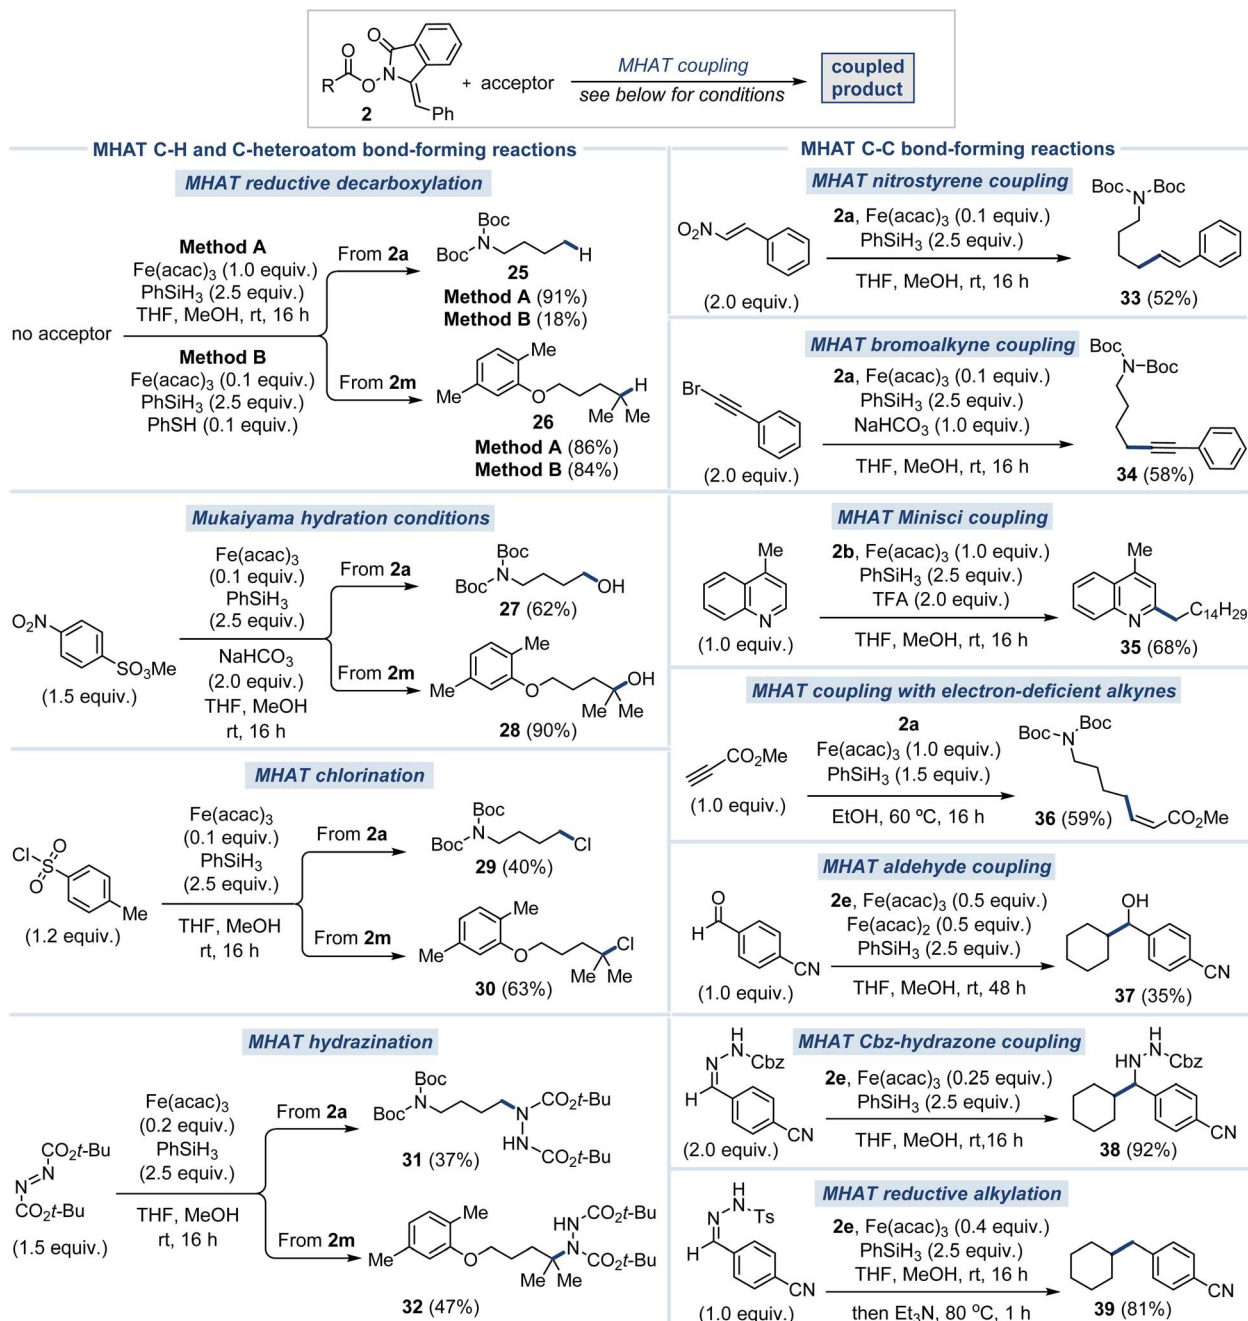 O
N
O
O
R
Ph
2
+ acceptor
MHAT coupling
see below for conditions
coupled
product
MHAT C-H and C-heteroatom bond-forming reactions
MHAT reductive decarboxylation
no acceptor
Method A
Fe(acac)3 (1.0 equiv.)
PhSiH3 (2.5 equiv.)
THF, MeOH, rt, 16 h
Method B
Fe(acac)3 (0.1 equiv.)
PhSiH3 (2.5 equiv.)
PhSH (0.1 equiv.)
From 2a
Boc
Boc N H
25
Method A (91%)
Method B (18%)
From 2m
Me
Me O H
Me Me
26
Method A (86%)
Method B (84%)
Mukaiyama hydration conditions
NO2
SO3Me
(1.5 equiv.)
Fe(acac)3
(0.1 equiv.)
PhSiH3
(2.5 equiv.)
NaHCO3
(2.0 equiv.)
THF, MeOH
rt, 16 h
From 2a
Boc
Boc N OH
27 (62%)
From 2m
Me
Me O OH
Me Me
28 (90%)
MHAT chlorination
Cl S O
O
Me
(1.2 equiv.)
Fe(acac)3
(0.1 equiv.)
PhSiH3
(2.5 equiv.)
THF, MeOH
rt, 16 h
From 2a
Boc
Boc N Cl
29 (40%)
From 2m
Me
Me O Cl
Me Me
30 (63%)
MHAT hydrazination
CO2t-Bu
N N
CO2t-Bu
(1.5 equiv.)
Fe(acac)3
(0.2 equiv.)
PhSiH3
(2.5 equiv.)
THF, MeOH
rt, 16 h
From 2a
Boc
Boc N N CO2t-Bu
HN CO2t-Bu
31 (37%)
From 2m
Me
Me O
HN CO2t-Bu
N CO2t-Bu
Me Me
32 (47%)
MHAT C-C bond-forming reactions
MHAT nitrostyrene coupling
O2N
(2.0 equiv.)
2a, Fe(acac)3 (0.1 equiv.)
PhSiH3 (2.5 equiv.)
THF, MeOH, rt, 16 h
Boc N Boc
33 (52%)
MHAT bromoalkyne coupling
Br
(2.0 equiv.)
2a, Fe(acac)3 (0.1 equiv.)
PhSiH3 (2.5 equiv.)
NaHCO3 (1.0 equiv.)
THF, MeOH, rt, 16 h
Boc N Boc
34 (58%)
MHAT Minisci coupling
Me
N
(1.0 equiv.)
2b, Fe(acac)3 (1.0 equiv.)
PhSiH3 (2.5 equiv.)
TFA (2.0 equiv.)
THF, MeOH, rt, 16 h
Me
N C14H29
35 (68%)
MHAT coupling with electron-deficient alkynes
CO2Me
(1.0 equiv.)
2a
Fe(acac)3 (1.0 equiv.)
PhSiH3 (1.5 equiv.)
EtOH, 60 ºC, 16 h
Boc N Boc
CO2Me
36 (59%)
MHAT aldehyde coupling
O
H
CN
(1.0 equiv.)
2e, Fe(acac)3 (0.5 equiv.)
Fe(acac)2 (0.5 equiv.)
PhSiH3 (2.5 equiv.)
THF, MeOH, rt, 48 h
OH
CN
37 (35%)
MHAT Cbz-hydrazone coupling
H
N N Cbz
H
CN
(2.0 equiv.)
2e, Fe(acac)3 (0.25 equiv.)
PhSiH3 (2.5 equiv.)
THF, MeOH, rt,16 h
H
HN N Cbz
CN
38 (92%)
MHAT reductive alkylation
H
N N Ts
H
CN
(1.0 equiv.)
2e, Fe(acac)3 (0.4 equiv.)
PhSiH3 (2.5 equiv.)
THF, MeOH, rt, 16 h
then Et3N, 80 ºC, 1 h
CN
39 (81%)